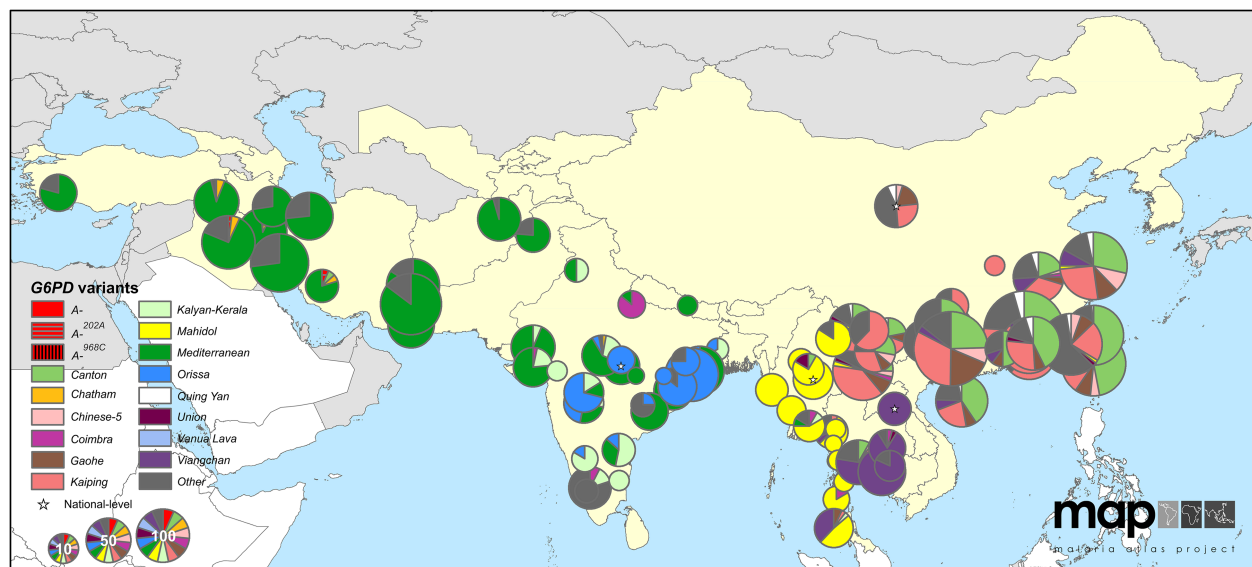 G6PD variants
A-
A-202A
A-968C
Canton
Chatham
Chinese-5
Coimbra
Gaohe
Kaiping
Kalyan-Kerala
Mahidol
Mediterranean
Orissa
Quing Yan
Union
Vanua Lava
Viangchan
Other
National-level
10
50
100
map
malaria atlas project